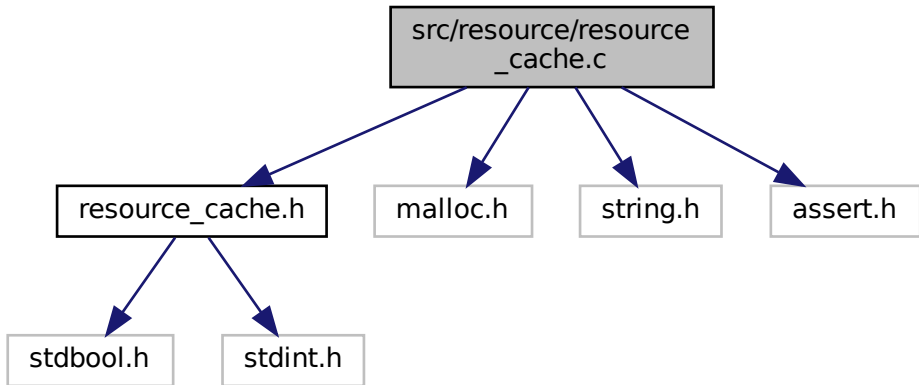 src/resource/resource
_cache.c
resource_cache.h
malloc.h
string.h
assert.h
stdbool.h
stdint.h